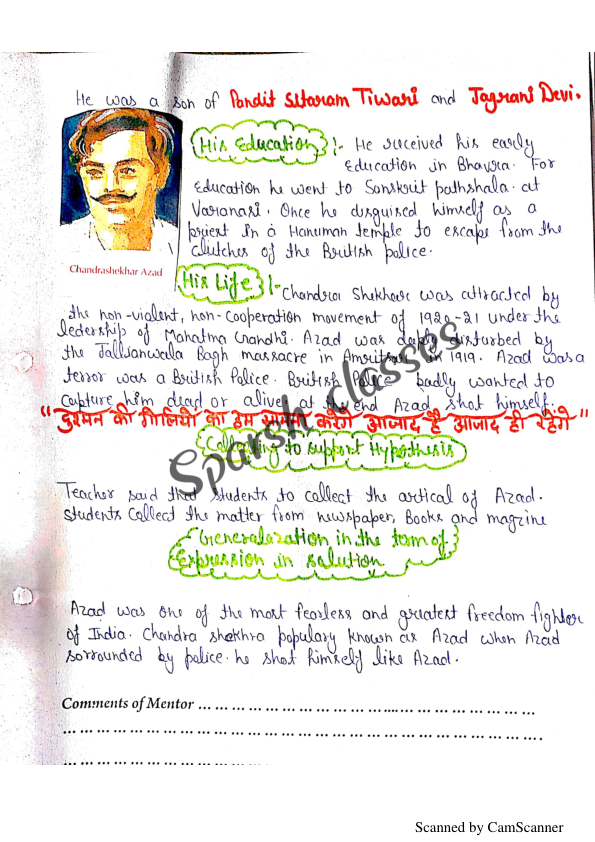 He was a son of Pandit Sitaram Tiwari and Jagrani Devi.
His Education :- He received his early
Education in Bhavra. For
Education he went to Sanskrit pathshala. at
Varanasi. Once he disguised himself as a
priest in a Hanuman temple to escape from the
clutches of the British police.
Chandrashekhar Azad
His Life :- Chandra Shekhar was attracted by
the non-violent, non-cooperation movement of 1920-21 under the
ledership of Mahatma Gandhi. Azad was deeply disturbed by
the Jallianwala Bagh massacre in Amritsar in 1919. Azad was a
terror was a British Police. British Police badly wanted to
capture him dead or alive at the end Azad shot himself.
"दुश्मन की गोलियो का हम सामना करेंगे आजाद है आजाद ही रहेंगे"
to support Hypothesis
Teacher said that students to collect the artical of Azad.
students collect the matter from newspaper, Books and magzine
Generalazation in the term of
Expression in salution
Azad was one of the most fearless and greatest freedom fighter
of India. Chandra shekhra populary known as Azad when Azad
sorrounded by police. he shot himself like Azad.
Comments of Mentor
Sparsh classes
Scanned by CamScanner